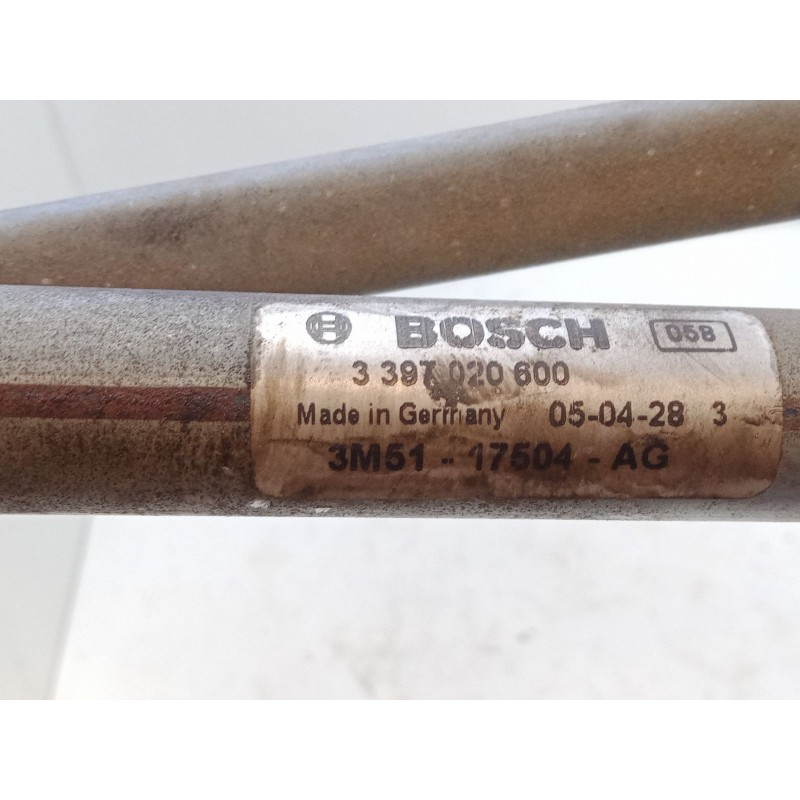 BOSCH 058
3 397 020 600
Made in Germany 05-04-28 3
3M51 - 17504 - AG